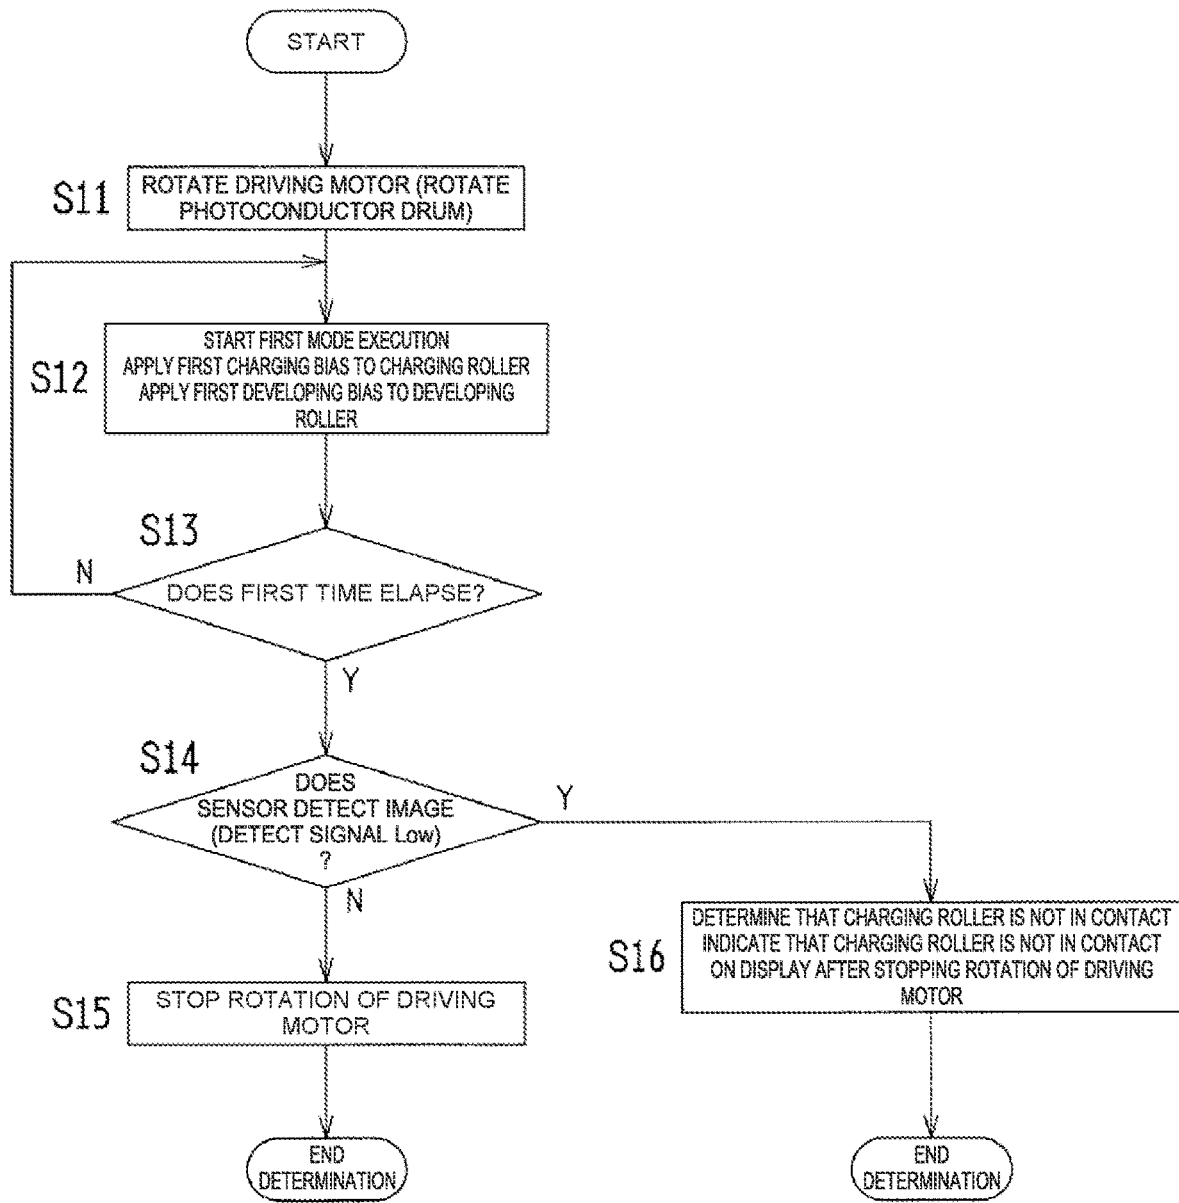 START
S11
ROTATE DRIVING MOTOR (ROTATE
PHOTOCONDUCTOR DRUM)
S12
START FIRST MODE EXECUTION
APPLY FIRST CHARGING BIAS TO CHARGING ROLLER
APPLY FIRST DEVELOPING BIAS TO DEVELOPING
ROLLER
S13
N
DOES FIRST TIME ELAPSE?
Y
S14
DOES
SENSOR DETECT IMAGE
(DETECT SIGNAL Low)
?
Y
N
S15
STOP ROTATION OF DRIVING
MOTOR
S16
DETERMINE THAT CHARGING ROLLER IS NOT IN CONTACT
INDICATE THAT CHARGING ROLLER IS NOT IN CONTACT
ON DISPLAY AFTER STOPPING ROTATION OF DRIVING
MOTOR
END
DETERMINATION
END
DETERMINATION